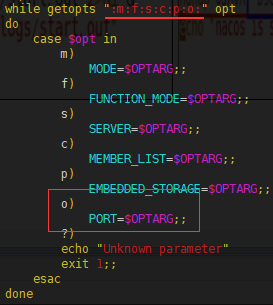 while getopts ":m:f:s:c:p:o:" opt
do
case $opt in
m)
MODE=$OPTARG;;
f)
FUNCTION_MODE=$OPTARG;;
s)
SERVER=$OPTARG;;
c)
MEMBER_LIST=$OPTARG;;
p)
EMBEDDED_STORAGE=$OPTARG;;
o)
PORT=$OPTARG;;
?)
echo "Unknown parameter"
exit 1;;
esac
done